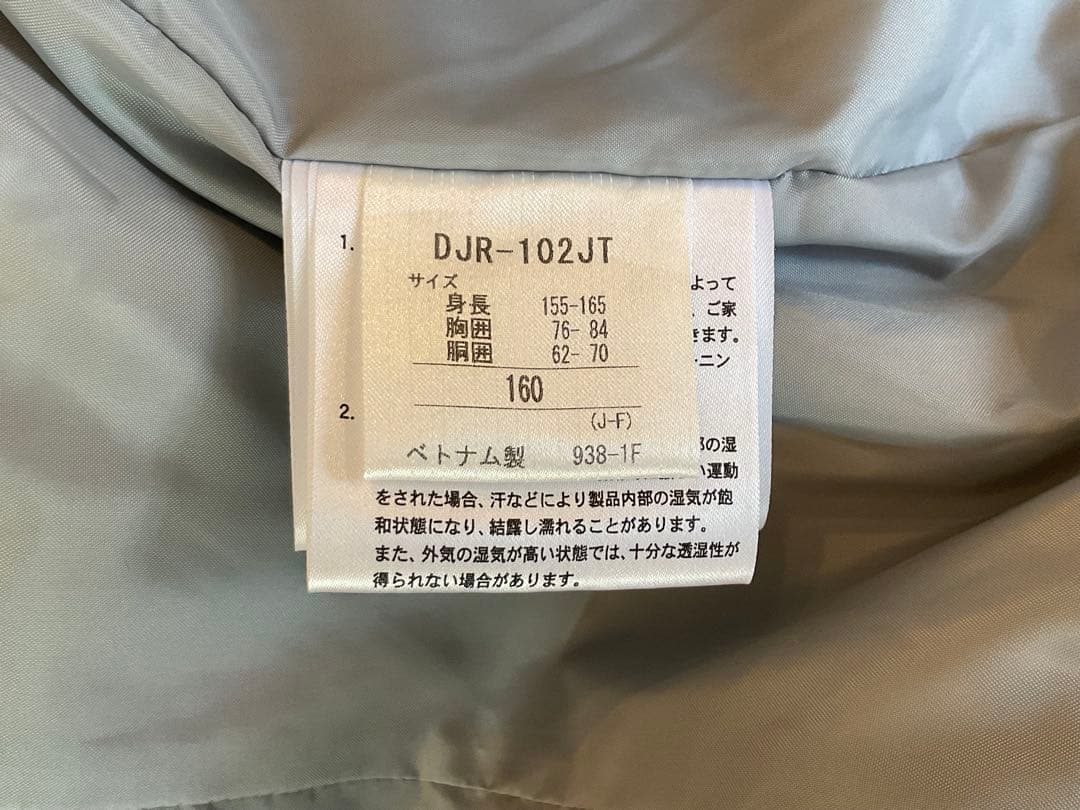 DJR-102JT
サイズ
身長 155-165
胸囲 76- 84
胴囲 62- 70
160
(J-F)
ベトナム製 938-1F
1.
よって
、ご家
きます。
ーニン
2.
部の湿
い運動
をされた場合、汗などにより製品内部の湿気が飽
和状態になり、結露し濡れることがあります。
また、外気の湿気が高い状態では、十分な透湿性が
得られない場合があります。